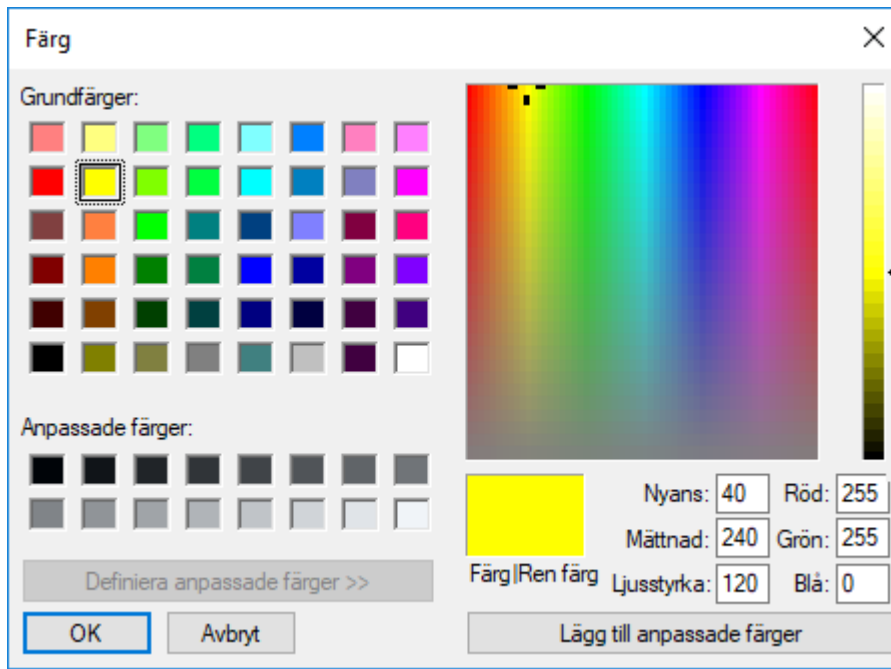 Färg
Grundfärger:
Anpassade färger:
Definiera anpassade färger >>
OK
Avbryt
Färg|Ren färg
Nyans: 40
Röd: 255
Mättnad: 240
Grön: 255
Ljusstyrka: 120
Blå: 0
Lägg till anpassade färger